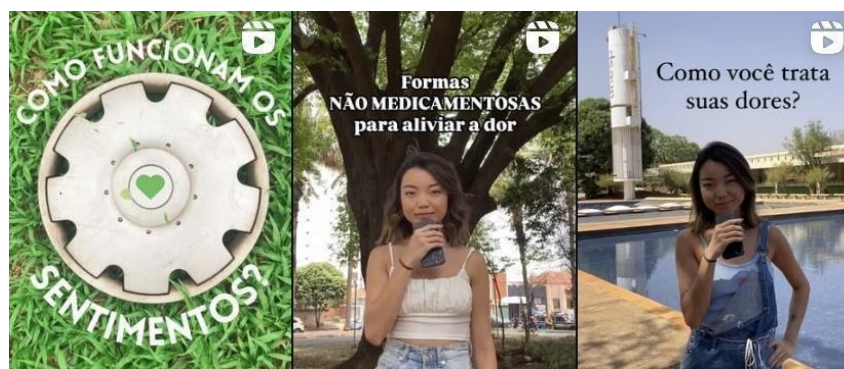 COMO FUNCIONAM OS
SENTIMENTOS?
Formas
NÃO MEDICAMENTOSAS
para aliviar a dor
Como você trata
suas dores?